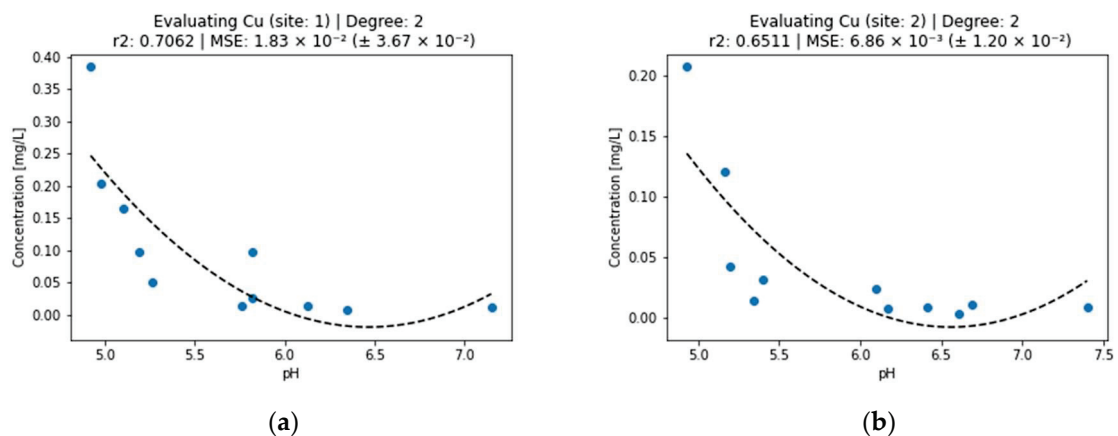 Evaluating Cu (site: 1) | Degree: 2
r2: 0.7062 | MSE: 1.83 × 10⁻² (± 3.67 × 10⁻²)
0.40
0.35
0.30
0.25
0.20
0.15
0.10
0.05
0.00
Concentration [mg/L]
5.0 5.5 6.0 6.5 7.0
pH
(a)
Evaluating Cu (site: 2) | Degree: 2
r2: 0.6511 | MSE: 6.86 × 10⁻³ (± 1.20 × 10⁻²)
0.20
0.15
0.10
0.05
0.00
Concentration [mg/L]
5.0 5.5 6.0 6.5 7.0 7.5
pH
(b)